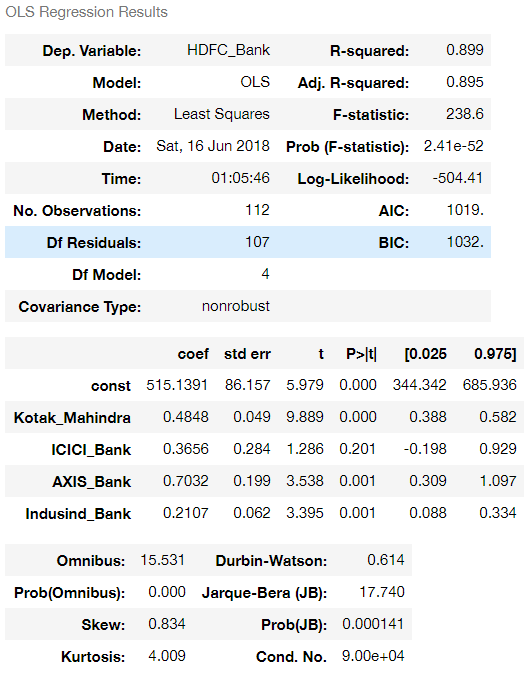 OLS Regression Results
Dep. Variable: HDFC_Bank R-squared: 0.899
Model: OLS Adj. R-squared: 0.895
Method: Least Squares F-statistic: 238.6
Date: Sat, 16 Jun 2018 Prob (F-statistic): 2.41e-52
Time: 01:05:46 Log-Likelihood: -504.41
No. Observations: 112 AIC: 1019.
Df Residuals: 107 BIC: 1032.
Df Model: 4
Covariance Type: nonrobust
coef std err t P>|t| [0.025 0.975]
const 515.1391 86.157 5.979 0.000 344.342 685.936
Kotak_Mahindra 0.4848 0.049 9.889 0.000 0.388 0.582
ICICI_Bank 0.3656 0.284 1.286 0.201 -0.198 0.929
AXIS_Bank 0.7032 0.199 3.538 0.001 0.309 1.097
Indusind_Bank 0.2107 0.062 3.395 0.001 0.088 0.334
Omnibus: 15.531 Durbin-Watson: 0.614
Prob(Omnibus): 0.000 Jarque-Bera (JB): 17.740
Skew: 0.834 Prob(JB): 0.000141
Kurtosis: 4.009 Cond. No. 9.00e+04